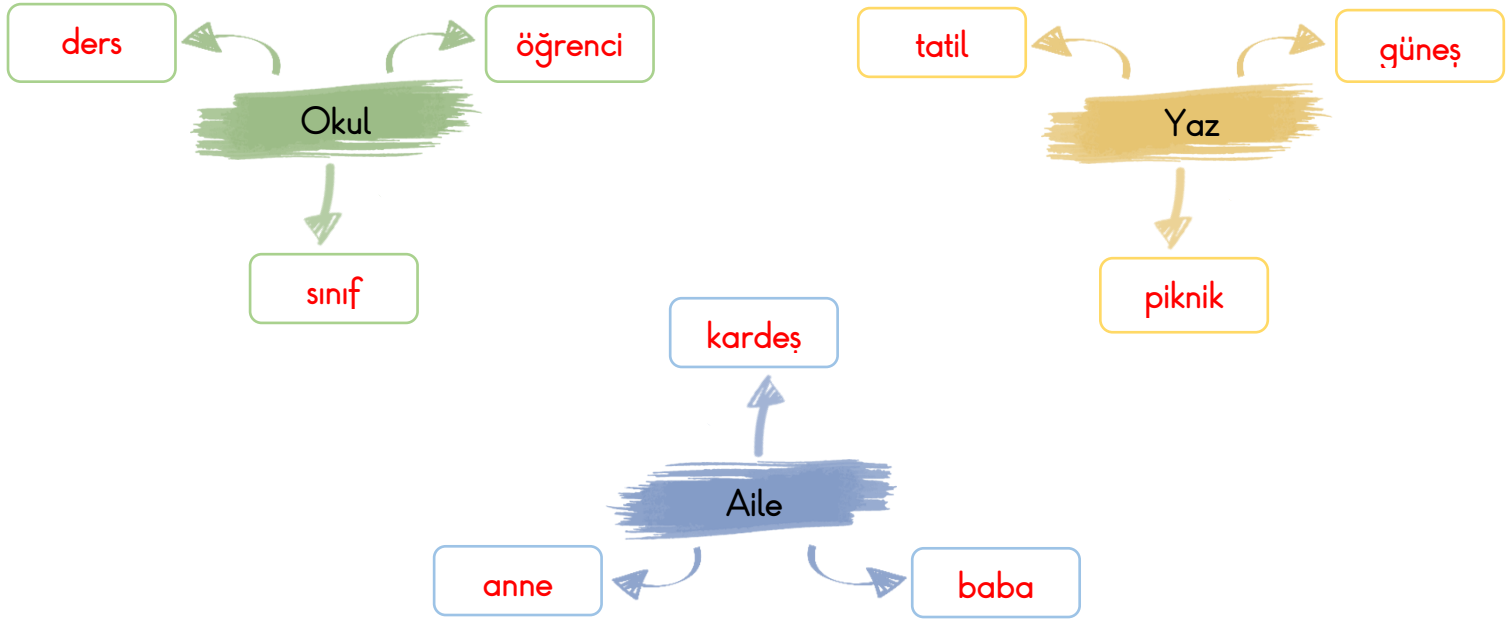 ders
öğrenci
Okul
sınıf
tatil
güneş
Yaz
piknik
kardeş
Aile
anne
baba